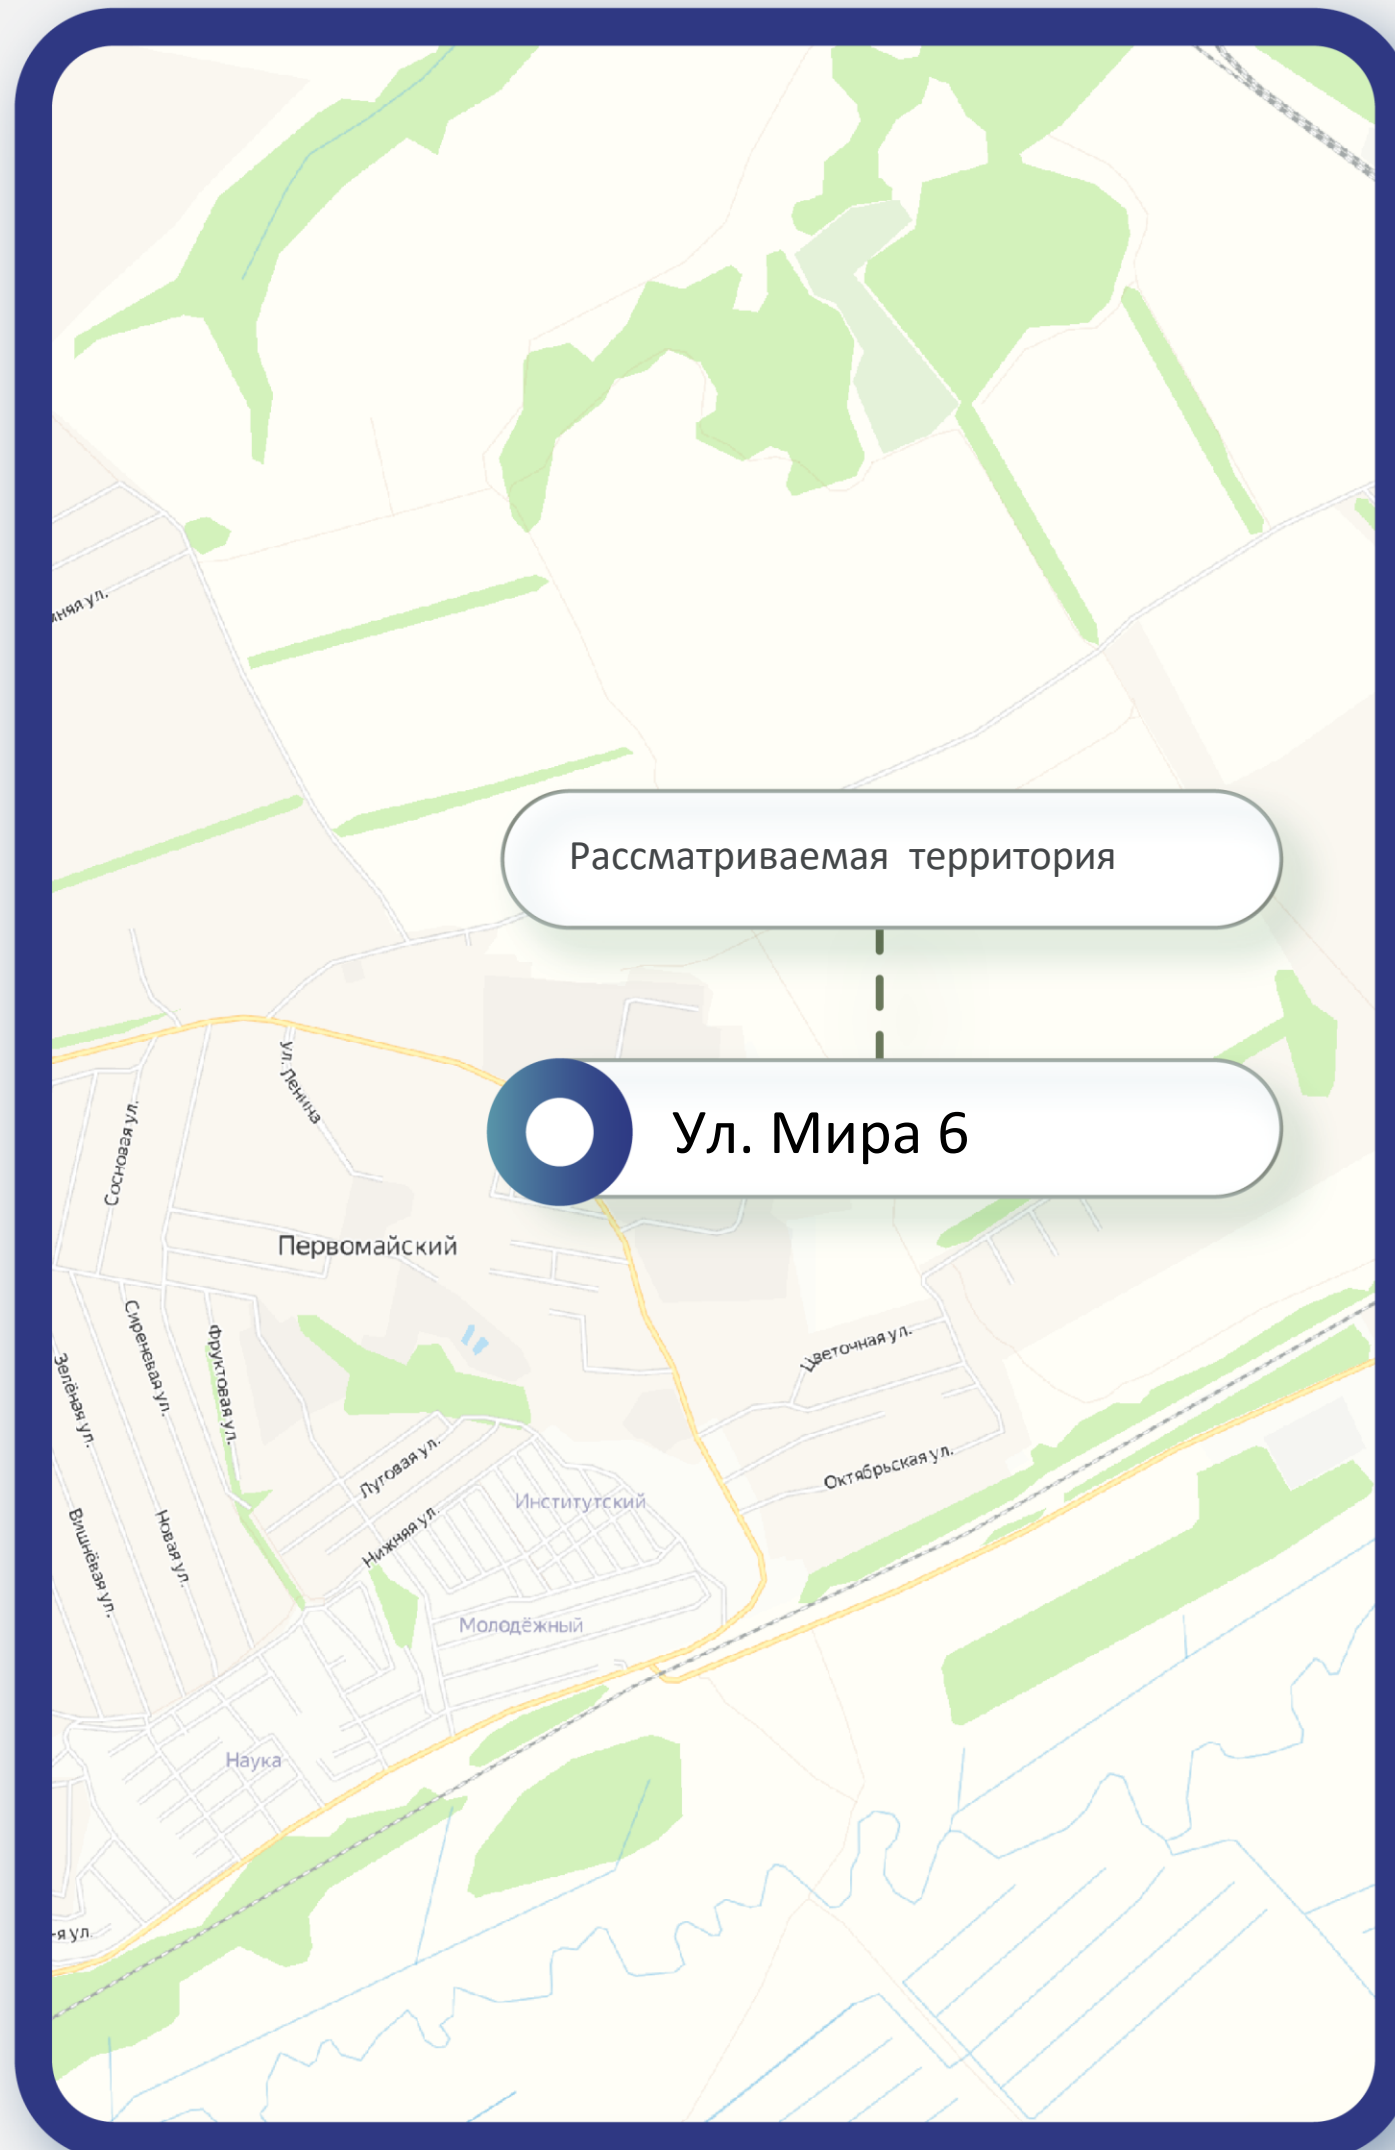 Рассматриваемая территория
ул. Ленина
Ул. Мира 6
Сосновая ул.
Первомайский
Сиреневая ул.
Фруктовая ул.
Цветочная ул.
Зелёная ул.
Луговая ул.
Октябрьская ул.
Институтский
Вишнёвая ул.
Новая ул.
Нижняя ул.
Молодёжный
Наука